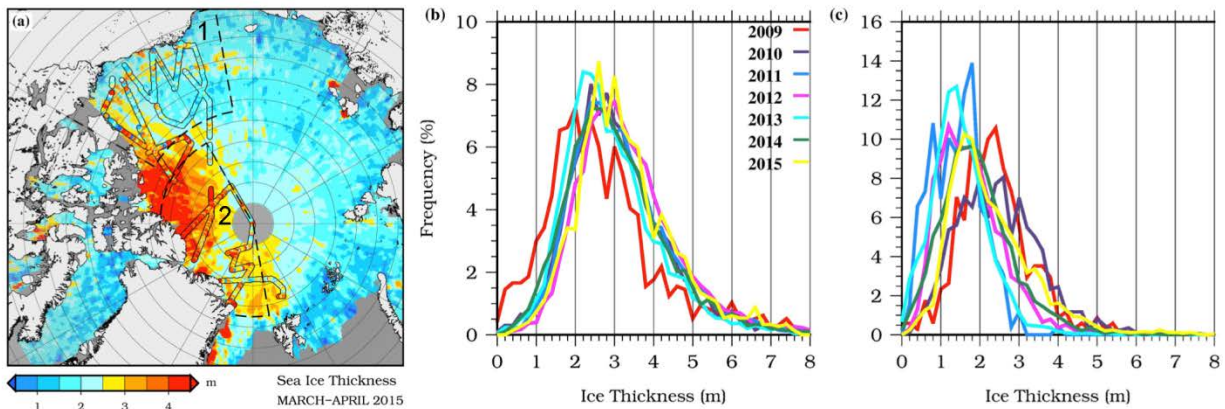 (a)
1
2
1 2 3 4 m
Sea Ice Thickness
MARCH–APRIL 2015
(b)
10
8
6
4
2
0
Frequency (%)
0 1 2 3 4 5 6 7 8
Ice Thickness (m)
2009
2010
2011
2012
2013
2014
2015
(c)
16
14
12
10
8
6
4
2
0
0 1 2 3 4 5 6 7 8
Ice Thickness (m)